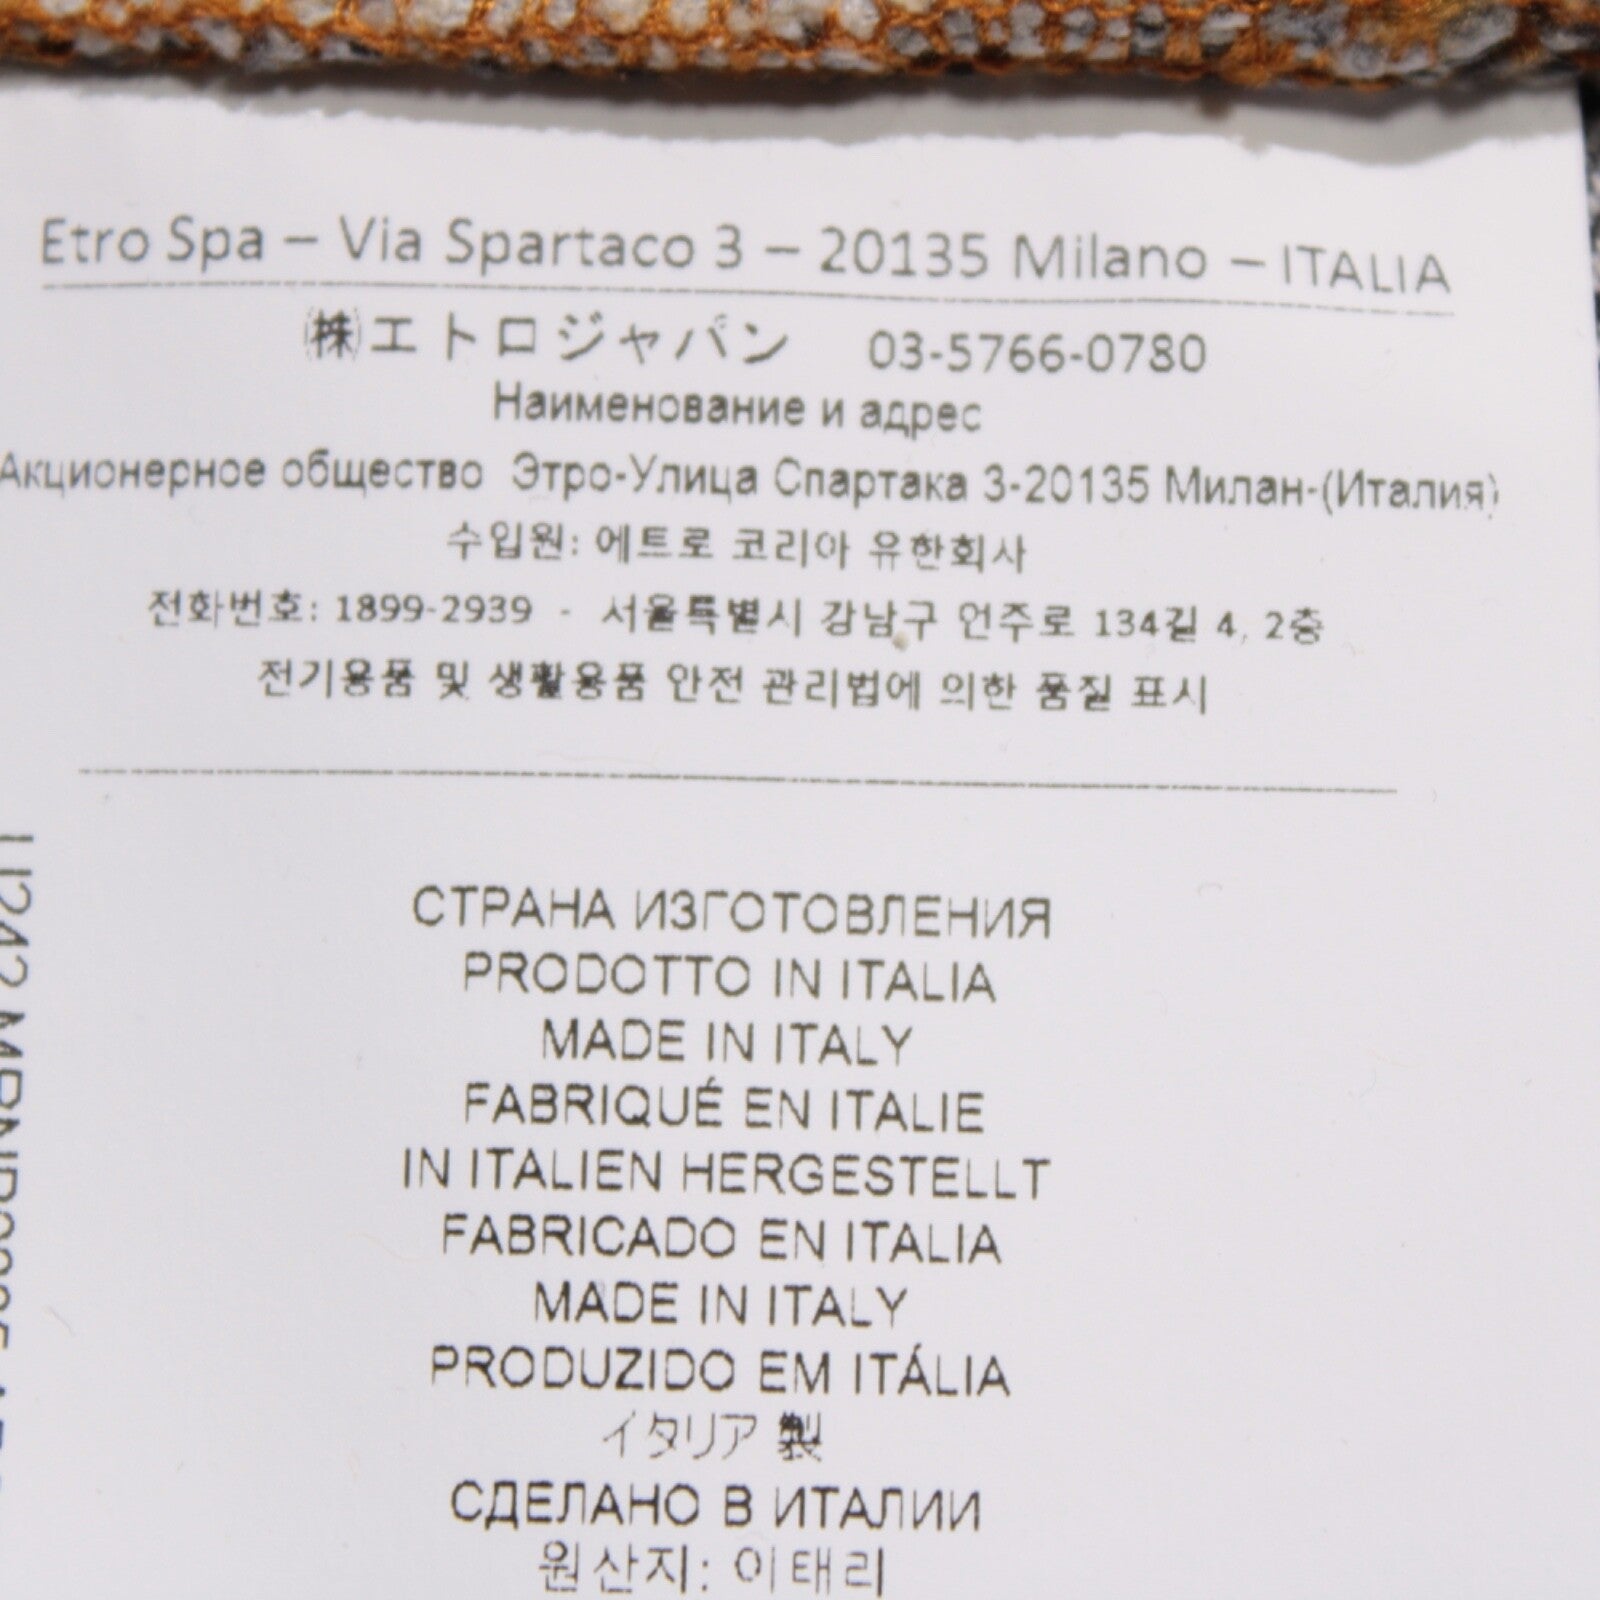 Etro Spa – Via Spartaco 3 – 20135 Milano – ITALIA
㈱エトロジャパン 03-5766-0780
Наименование и адрес
Акционерное общество Этро-Улица Спартака 3-20135 Милан-(Италия)
수입원: 에트로 코리아 유한회사
전화번호: 1899-2939 - 서울특별시 강남구 언주로 134길 4, 2층
전기용품 및 생활용품 안전 관리법에 의한 품질 표시
СТРАНА ИЗГОТОВЛЕНИЯ
PRODOTTO IN ITALIA
MADE IN ITALY
FABRIQUÉ EN ITALIE
IN ITALIEN HERGESTELLT
FABRICADO EN ITALIA
MADE IN ITALY
PRODUZIDO EM ITÁLIA
イタリア 製
СДЕЛАНО В ИТАЛИИ
원산지: 이태리